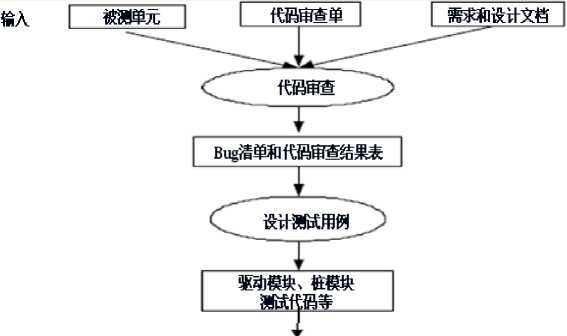 输入
被测单元
代码审查单
需求和设计文档
代码审查
Bug清单和代码审查结果表
设计测试用例
驱动模块、桩模块
测试代码等